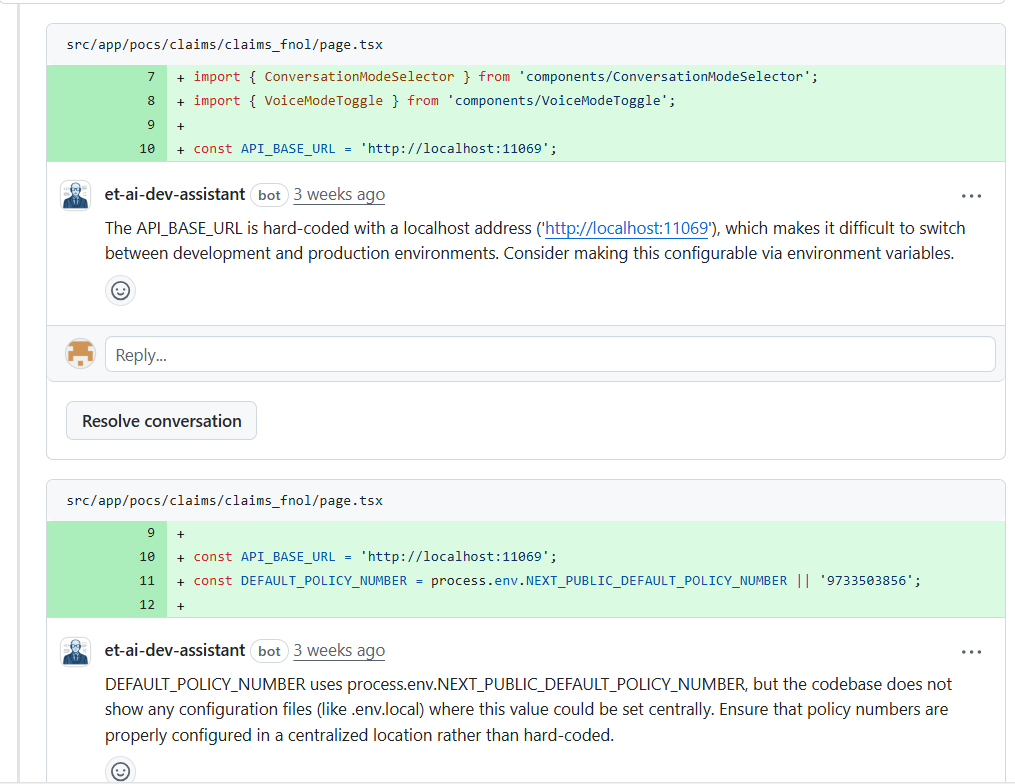 src/app/pocs/claims/claims_fnol/page.tsx
7 + import { ConversationModeSelector } from 'components/ConversationModeSelector';
8 + import { VoiceModeToggle } from 'components/VoiceModeToggle';
9 +
10 + const API_BASE_URL = 'http://localhost:11069';
et-ai-dev-assistant bot 3 weeks ago ...
The API_BASE_URL is hard-coded with a localhost address ('http://localhost:11069'), which makes it difficult to switch
between development and production environments. Consider making this configurable via environment variables.
Reply...
Resolve conversation
src/app/pocs/claims/claims_fnol/page.tsx
9 +
10 + const API_BASE_URL = 'http://localhost:11069';
11 + const DEFAULT_POLICY_NUMBER = process.env.NEXT_PUBLIC_DEFAULT_POLICY_NUMBER || '9733503856';
12 +
et-ai-dev-assistant bot 3 weeks ago ...
DEFAULT_POLICY_NUMBER uses process.env.NEXT_PUBLIC_DEFAULT_POLICY_NUMBER, but the codebase does not
show any configuration files (like .env.local) where this value could be set centrally. Ensure that policy numbers are
properly configured in a centralized location rather than hard-coded.